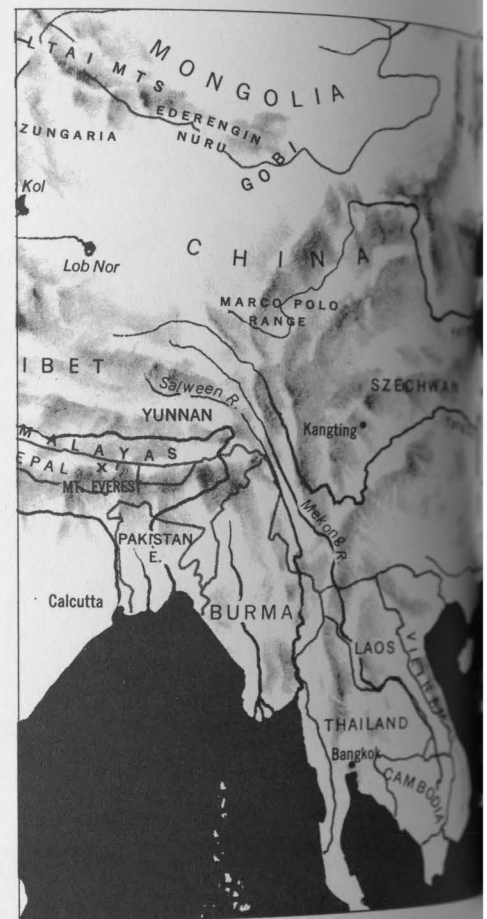 MONGOLIA
LTAI MTS
EDERENGIN
NURU
ZUNGARIA
GOBI
Kol
CHINA
Lob Nor
MARCO POLO
RANGE
IBET
Salween R.
SZECHWAN
YUNNAN
Kangting
MALAYAS
EPAL
X
MT. EVEREST
Mekong R.
PAKISTAN
E.
Calcutta
BURMA
LAOS
THAILAND
Bangkok
CAMBODIA